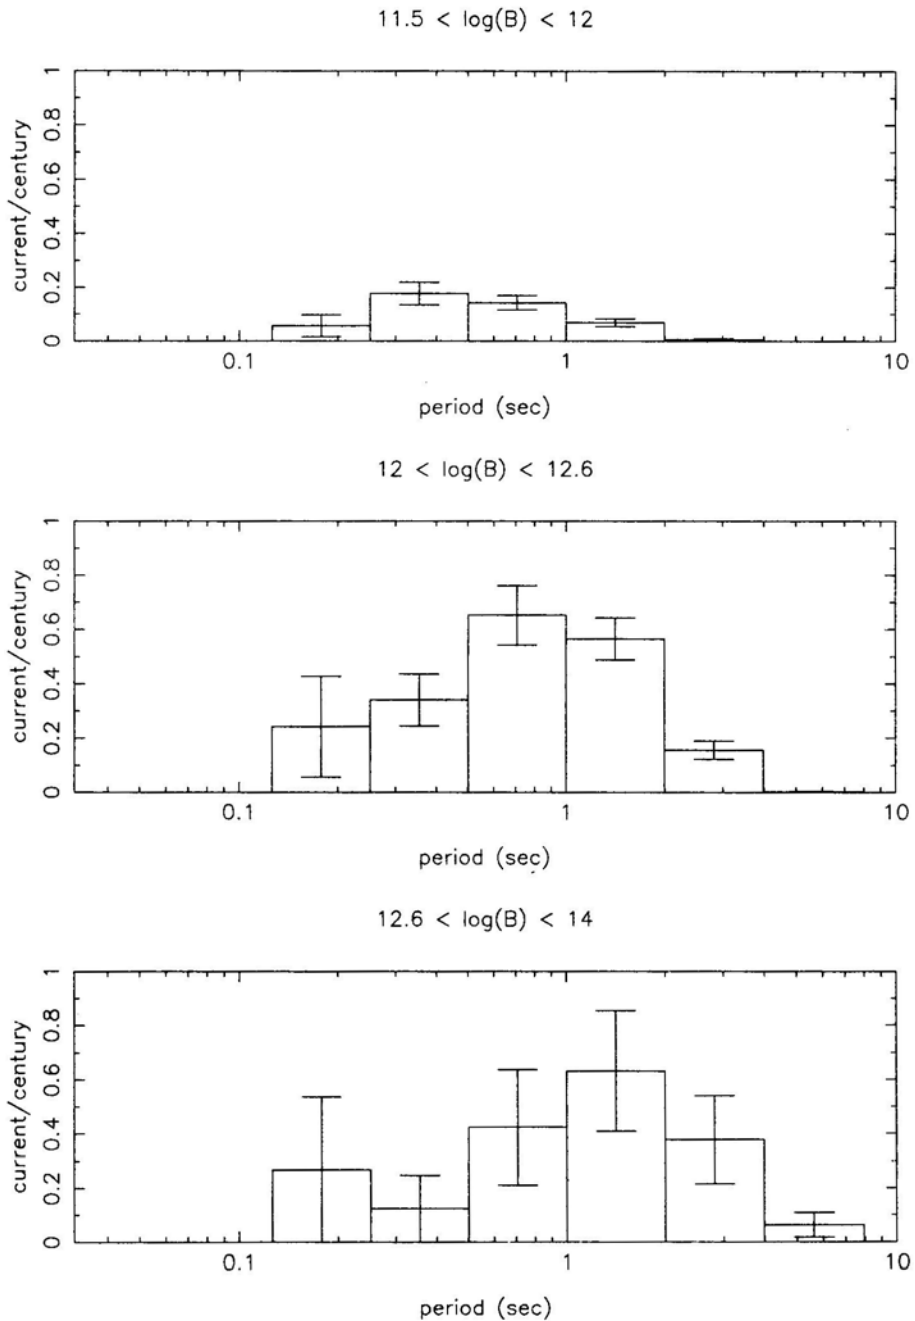 11.5 < log(B) < 12
current/century
1
0.8
0.6
0.4
0.2
0
0.1 1 10
period (sec)
12 < log(B) < 12.6
current/century
1
0.8
0.6
0.4
0.2
0
0.1 1 10
period (sec)
12.6 < log(B) < 14
current/century
1
0.8
0.6
0.4
0.2
0
0.1 1 10
period (sec)